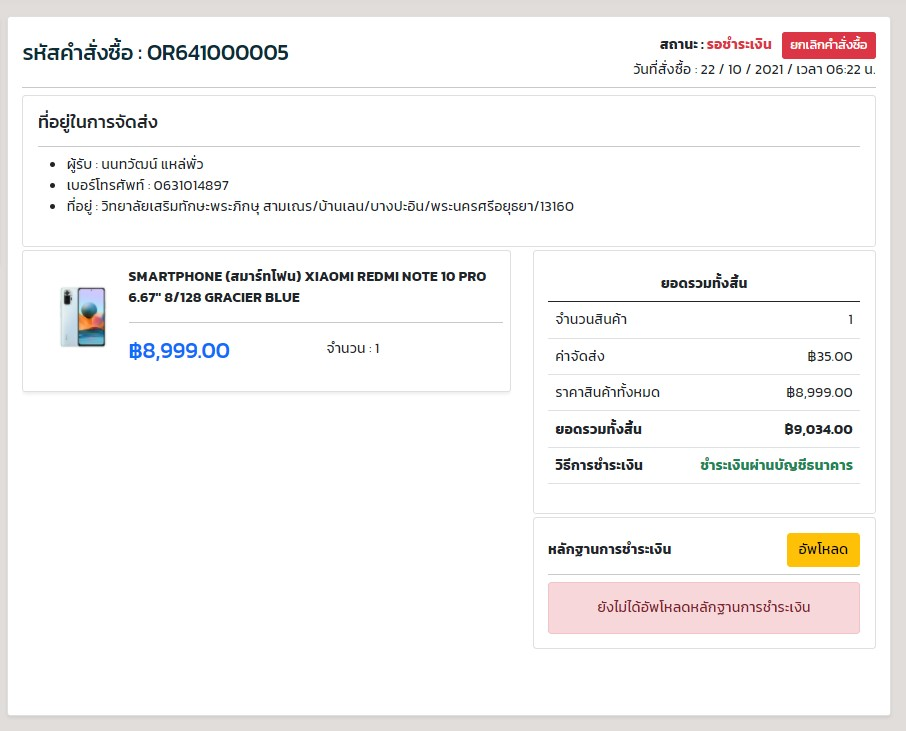 รหัสคำสั่งซื้อ : OR641000005
สถานะ : รอชำระเงิน ยกเลิกคำสั่งซื้อ
วันที่สั่งซื้อ : 22 / 10 / 2021 / เวลา 06:22 น.
ที่อยู่ในการจัดส่ง
ผู้รับ : นนทวัฒน์ แหล่พั่ว
เบอร์โทรศัพท์ : 0631014897
ที่อยู่ : วิทยาลัยเสริมทักษะพระภิกษุ สามเณร/บ้านเลน/บางปะอิน/พระนครศรีอยุธยา/13160
SMARTPHONE (สมาร์ทโฟน) XIAOMI REDMI NOTE 10 PRO
6.67" 8/128 GRACIER BLUE
฿8,999.00 จำนวน : 1
ยอดรวมทั้งสิ้น
จำนวนสินค้า 1
ค่าจัดส่ง ฿35.00
ราคาสินค้าทั้งหมด ฿8,999.00
ยอดรวมทั้งสิ้น ฿9,034.00
วิธีการชำระเงิน ชำระเงินผ่านบัญชีธนาคาร
หลักฐานการชำระเงิน อัพโหลด
ยังไม่ได้อัพโหลดหลักฐานการชำระเงิน